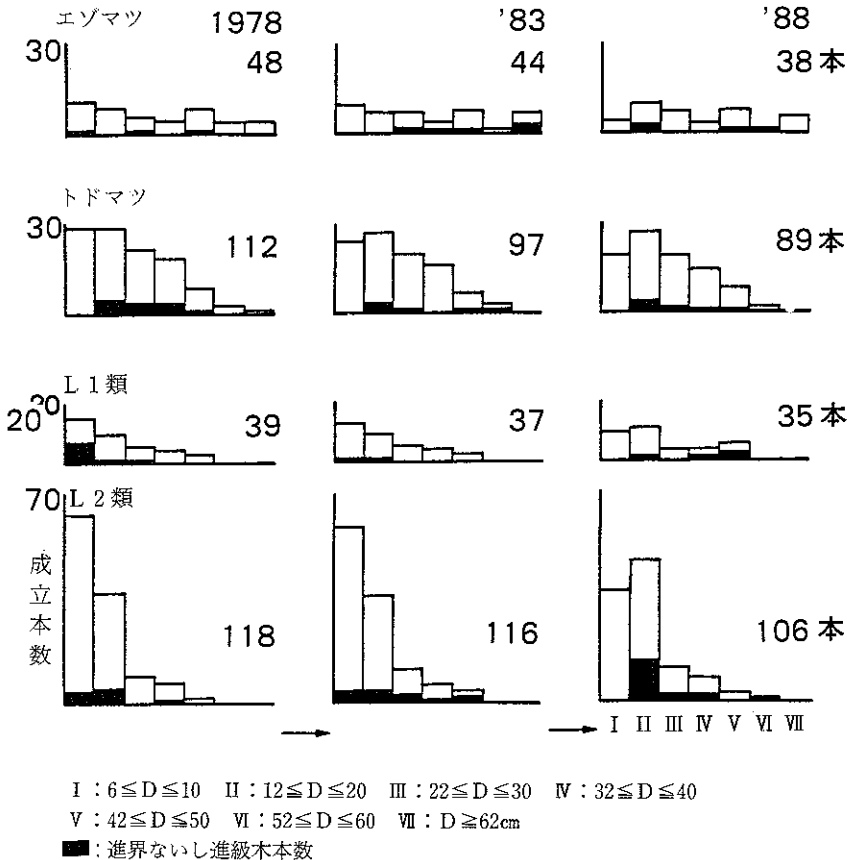 エゾマツ 1978 '83 '88
30 48 44 38本
トドマツ
30 112 97 89本
L1類
20 20 39 37 35本
70 L2類
成立本数
118 116 106本
I II III IV V VI VII
I:6≦D≦10 II:12≦D≦20 III:22≦D≦30 IV:32≦D≦40
V:42≦D≦50 VI:52≦D≦60 VII:D≧62cm
:進界ないし進級木本数